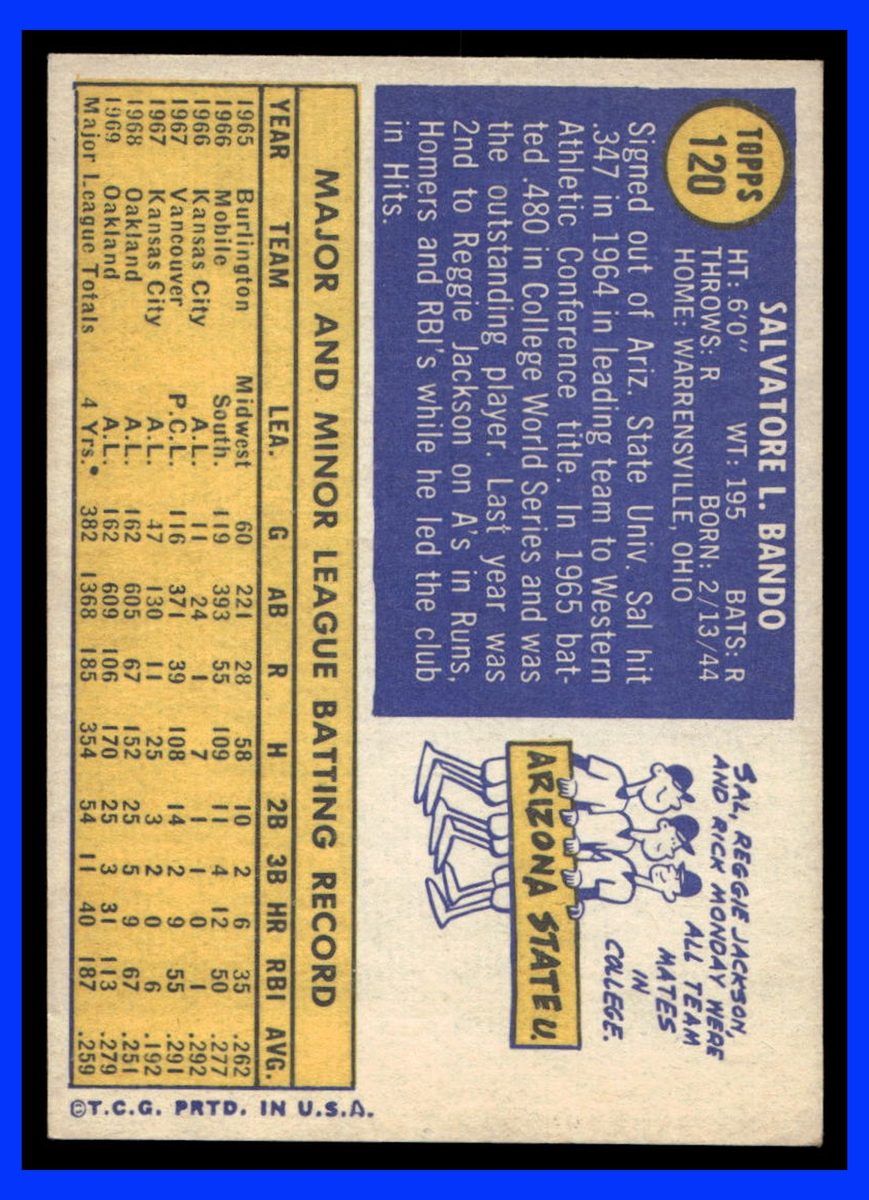 TOPPS
120
SALVATORE L. BANDO
HT: 6'0" WT: 195 BATS: R
THROWS: R BORN: 2/13/44
HOME: WARRENSVILLE, OHIO
Signed out of Ariz. State Univ. Sal hit
.347 in 1964 in leading team to Western
Athletic Conference title. In 1965 bat-
ted .480 in College World Series and was
the outstanding player. Last year was
2nd to Reggie Jackson on A's in Runs,
Homers and RBI's while he led the club
in Hits.
SAL, REGGIE JACKSON,
AND RICK MONDAY WERE
ALL TEAM
MATES
IN
COLLEGE.
ARIZONA STATE U.
MAJOR AND MINOR LEAGUE BATTING RECORD
YEAR TEAM LEA. G AB R H 2B 3B HR RBI AVG.
1965 Burlington Midwest 60 221 28 58 10 2 6 35 .262
1966 Mobile South. 119 393 55 109 11 4 12 50 .277
1966 Kansas City A.L. 11 24 1 7 1 1 0 1 .292
1967 Vancouver P.C.L. 116 371 39 108 14 2 9 55 .291
1967 Kansas City A.L. 47 130 11 25 3 2 0 6 .192
1968 Oakland A.L. 162 605 67 152 25 5 9 67 .251
1969 Oakland A.L. 162 609 106 170 25 3 31 113 .279
Major League Totals 4 Yrs. 382 1368 185 354 54 11 40 187 .259
©T.C.G. PRTD. IN U.S.A.